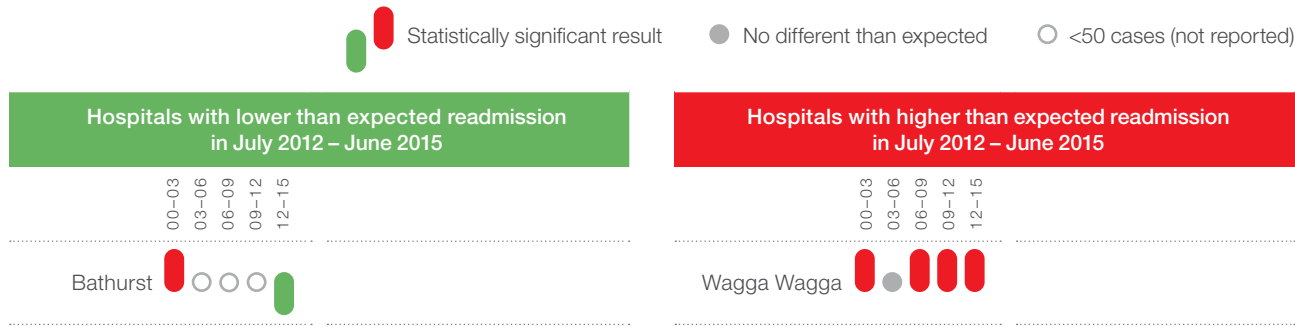 Statistically significant result
No different than expected
<50 cases (not reported)
Hospitals with lower than expected readmission
in July 2012 – June 2015
00–03
03–06
06–09
09–12
12–15
Bathurst
Hospitals with higher than expected readmission
in July 2012 – June 2015
00–03
03–06
06–09
09–12
12–15
Wagga Wagga